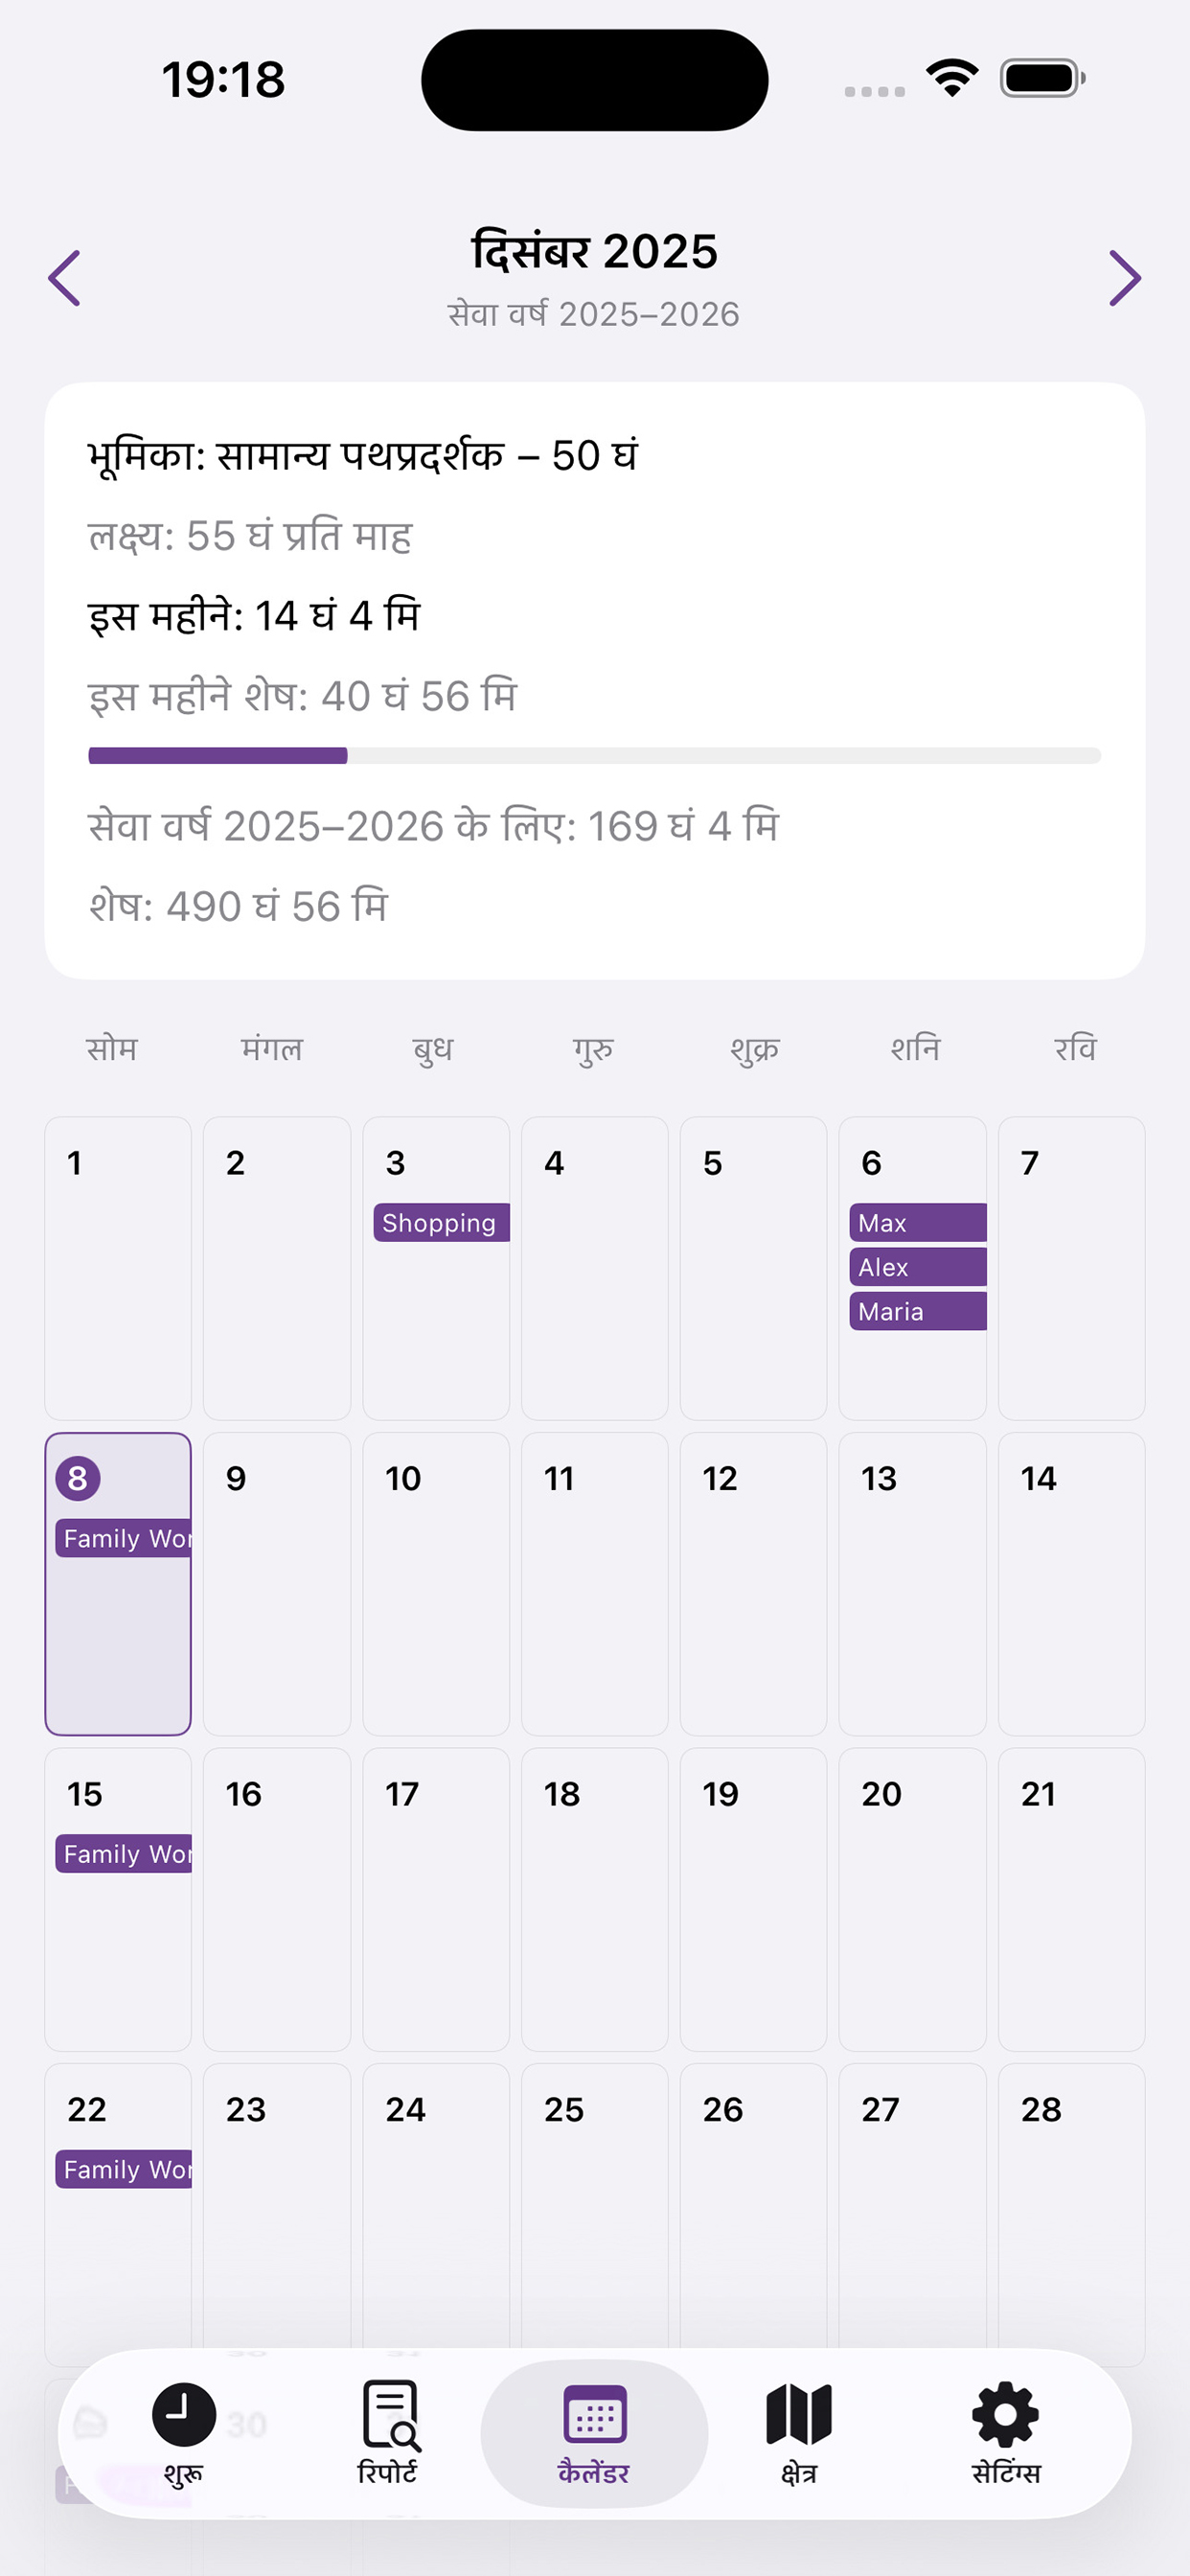 19:18
दिसंबर 2025
सेवा वर्ष 2025–2026
भूमिका: सामान्य पथप्रदर्शक – 50 घं
लक्ष्य: 55 घं प्रति माह
इस महीने: 14 घं 4 मि
इस महीने शेष: 40 घं 56 मि
सेवा वर्ष 2025–2026 के लिए: 169 घं 4 मि
शेष: 490 घं 56 मि
सोम मंगल बुध गुरु शुक्र शनि रवि
1 2 3 4 5 6 7
Shopping Max
Alex
Maria
8 9 10 11 12 13 14
Family Wor
15 16 17 18 19 20 21
Family Wor
22 23 24 25 26 27 28
Family Wor
30
शुरू रिपोर्ट कैलेंडर क्षेत्र सेटिंग्स